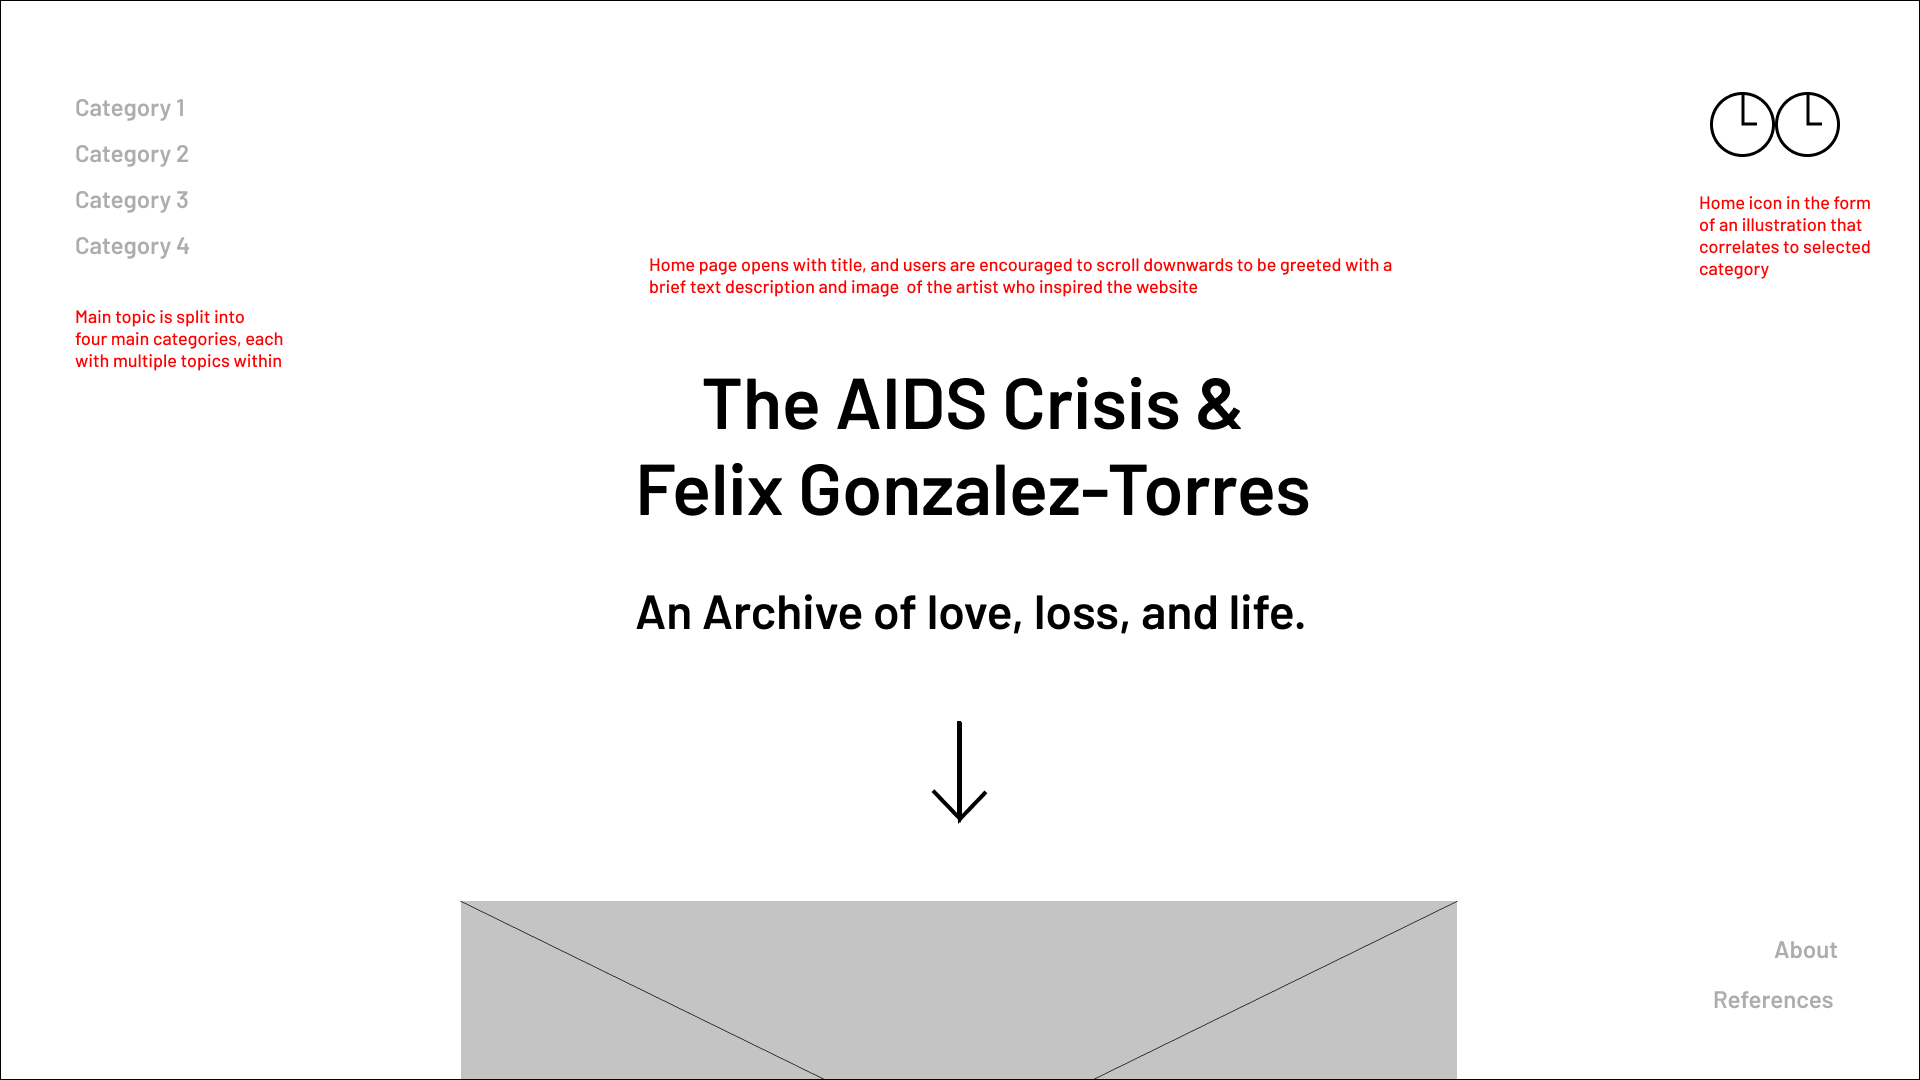 Category 1
Category 2
Category 3
Category 4
Main topic is split into
four main categories, each
with multiple topics within
Home page opens with title, and users are encouraged to scroll downwards to be greeted with a
brief text description and image  of the artist who inspired the website
The AIDS Crisis &
Felix Gonzalez-Torres
An Archive of love, loss, and life.
Home icon in the form
of an illustration that
correlates to selected
category
About
References